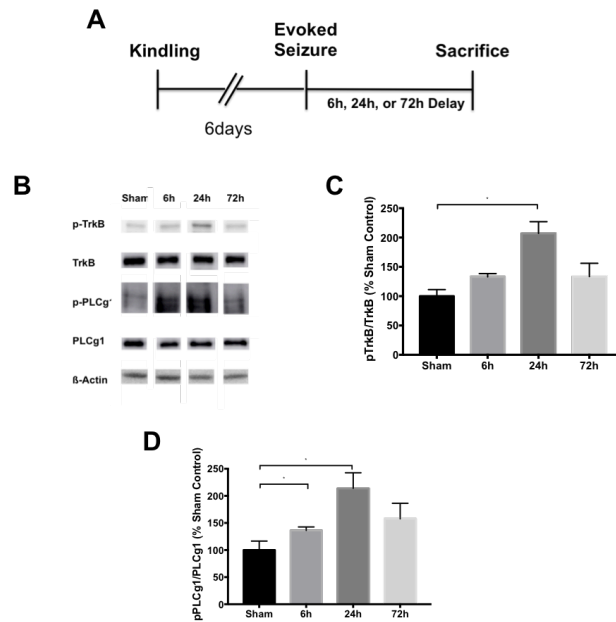 A
Kindling
Evoked
Seizure
Sacrifice
6days
6h, 24h, or 72h Delay
B
Sham 6h 24h 72h
p-TrkB
TrkB
p-PLCg
PLCg1
ß-Actin
C
pTrkB/TrkB (% Sham Control)
250
200
150
100
50
0
Sham 6h 24h 72h
D
pPLCg1/PLCg1 (% Sham Control)
250
200
150
100
50
0
Sham 6h 24h 72h